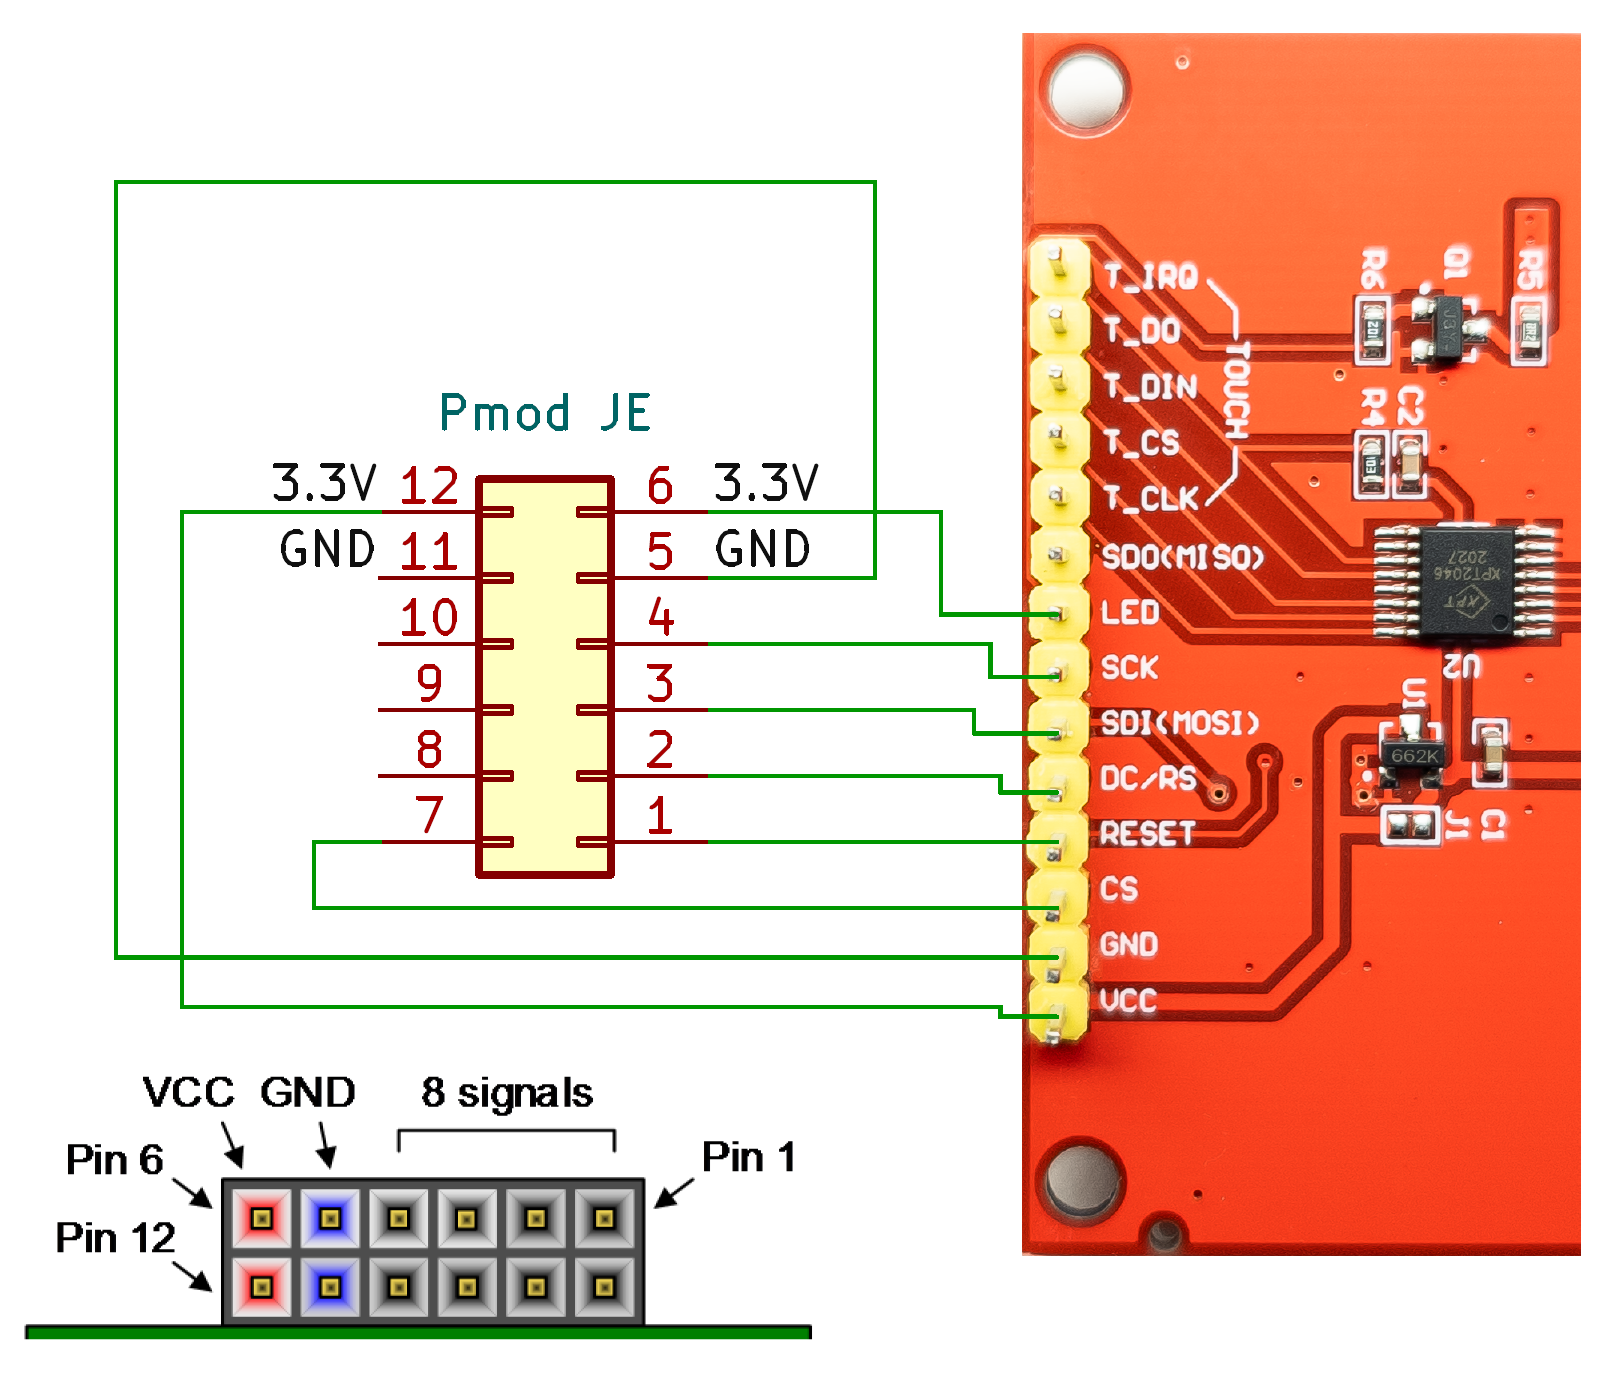 Pmod JE
3.3V 12 6 3.3V
GND 11 5 GND
10 4
9 3
8 2
7 1
T_IRQ
T_DO
T_DIN
T_CS
T_CLK
TOUCH
SDO(MISO)
LED
SCK
SDI(MOSI)
DC/RS
RESET
CS
GND
VCC
R6
Q1
R5
R4
C2
XPT2046
2027
XPT
U2
U1
662K
J1
C1
VCC GND 8 signals
Pin 6
Pin 1
Pin 12